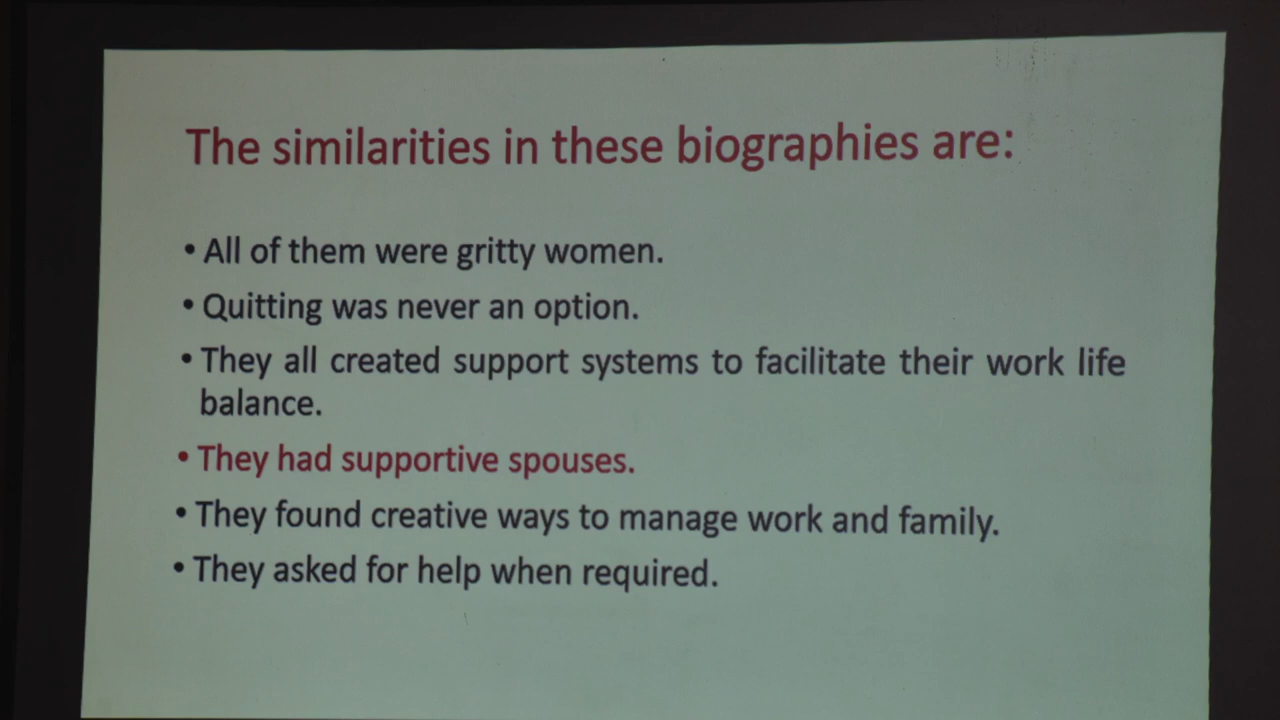 The similarities in these biographies are:
• All of them were gritty women.
• Quitting was never an option.
• They all created support systems to facilitate their work life
balance.
• They had supportive spouses.
• They found creative ways to manage work and family.
• They asked for help when required.